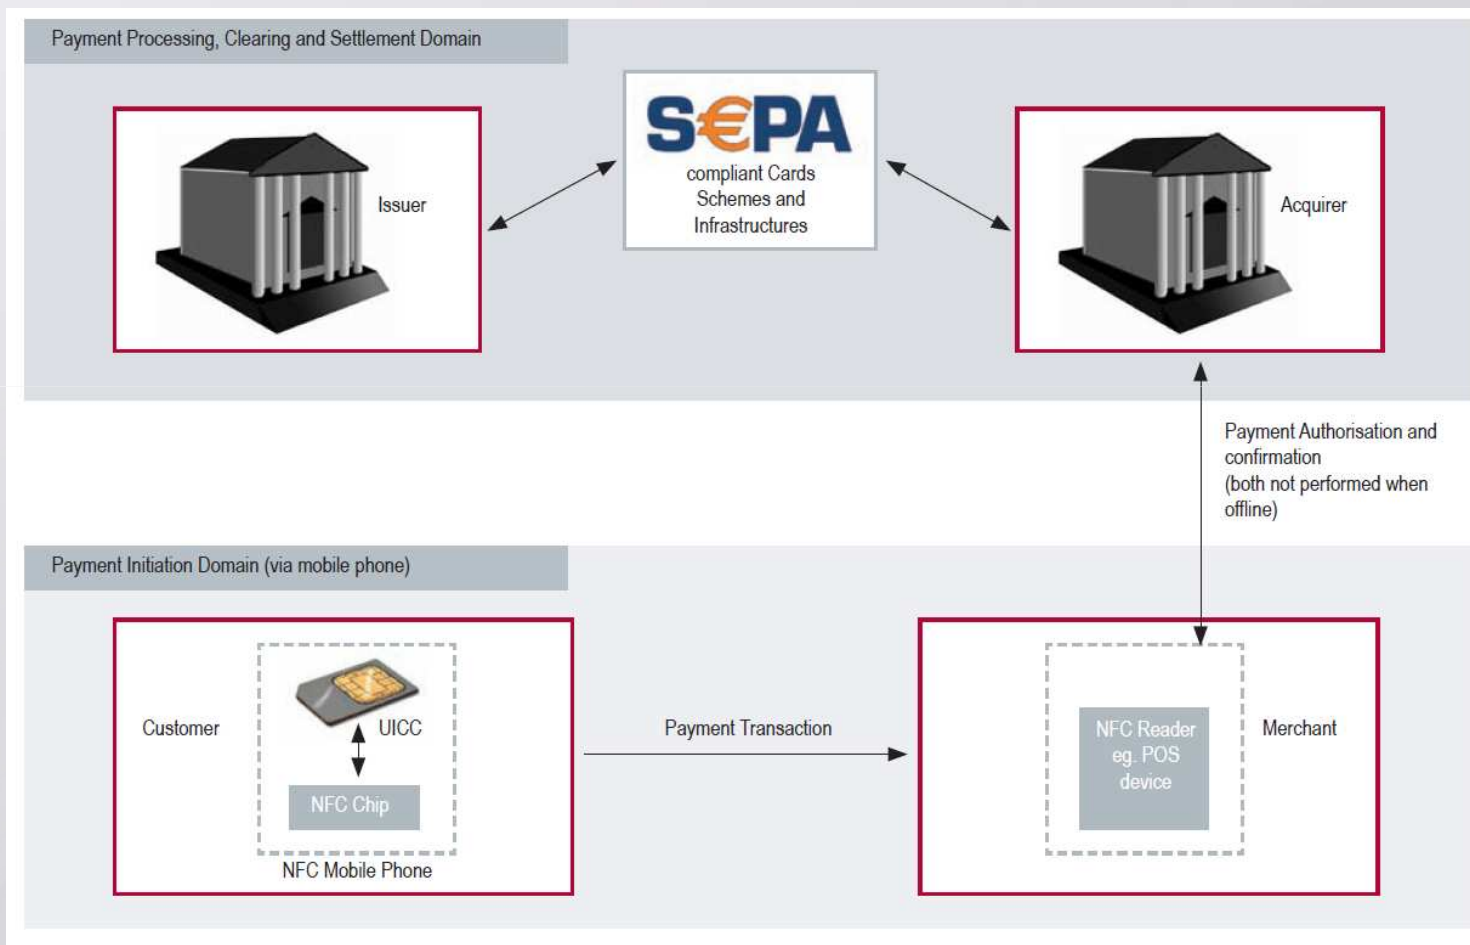 Payment Processing, Clearing and Settlement Domain
Issuer
S€PA
compliant Cards
Schemes and
Infrastructures
Acquirer
Payment Authorisation and
confirmation
(both not performed when
offline)
Payment Initiation Domain (via mobile phone)
Customer
UICC
NFC Chip
NFC Mobile Phone
Payment Transaction
NFC Reader
eg. POS
device
Merchant